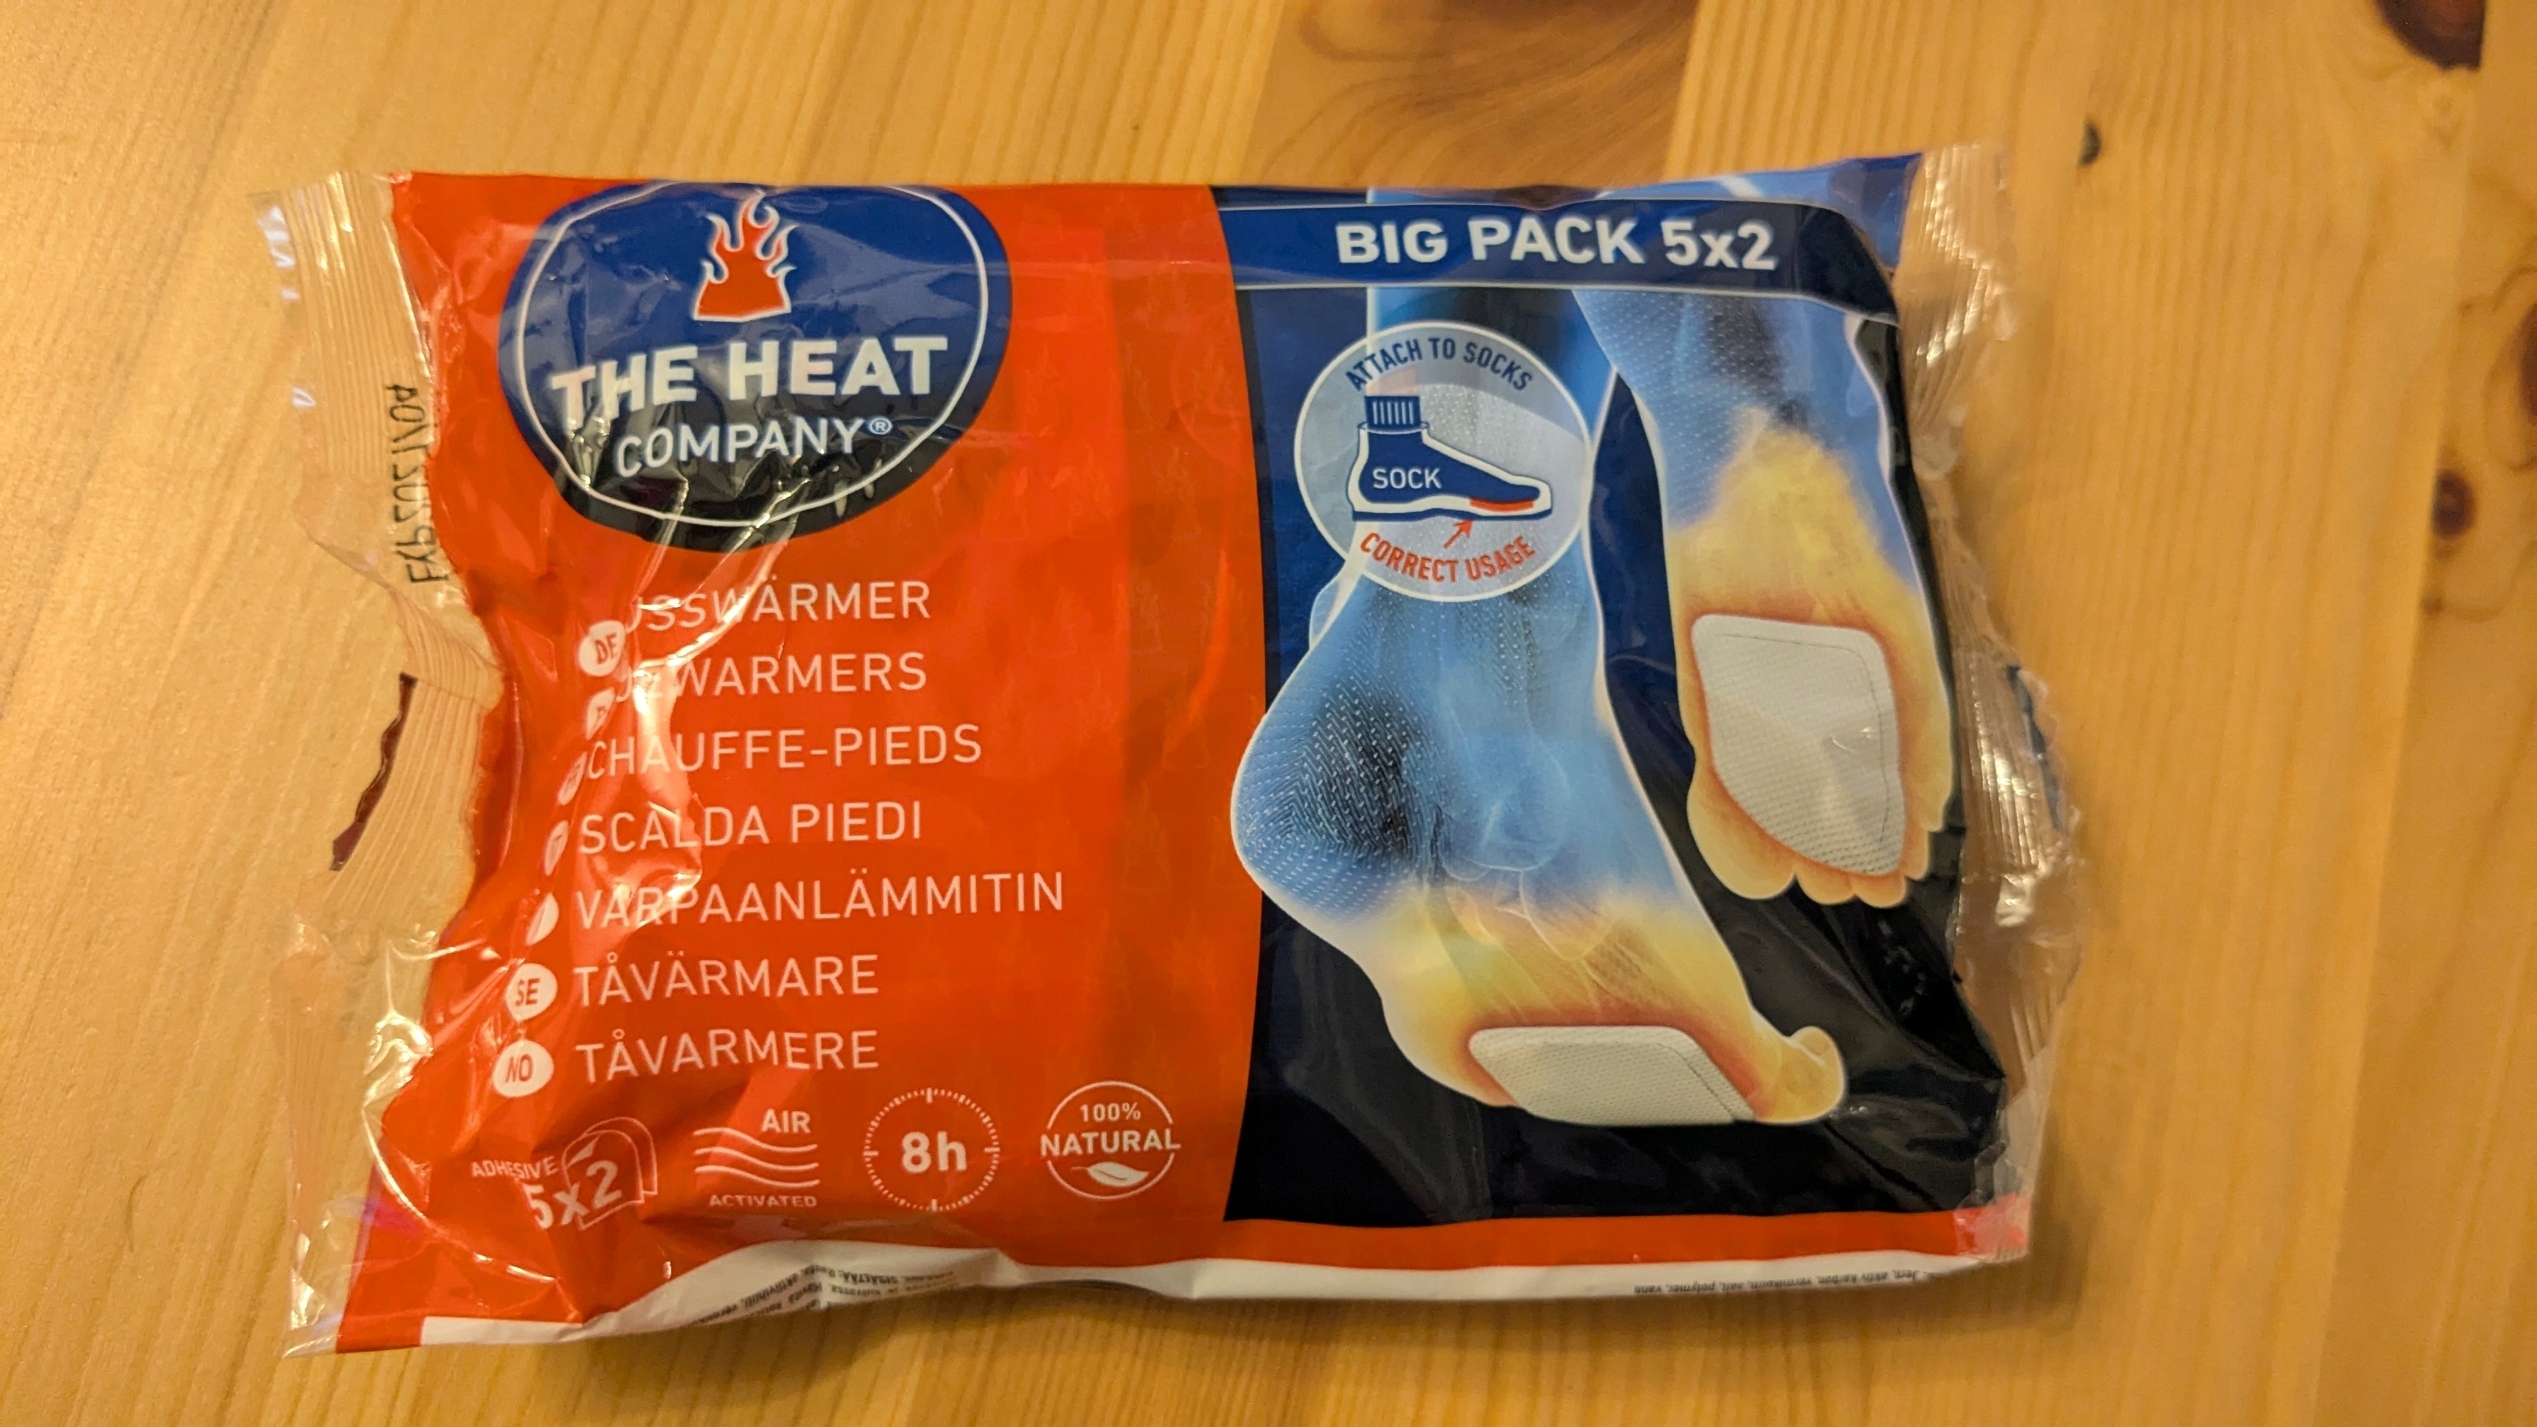 THE HEAT
COMPANY®
BIG PACK 5x2
ATTACH TO SOCKS
SOCK
CORRECT USAGE
DE USSWÄRMER
WARMERS
CHAUFFE-PIEDS
SCALDA PIEDI
VARPAANLÄMMITIN
SE TÅVÄRMARE
NO TÅVARMERE
ADHESIVE
5x2
AIR
ACTIVATED
8h
100%
NATURAL